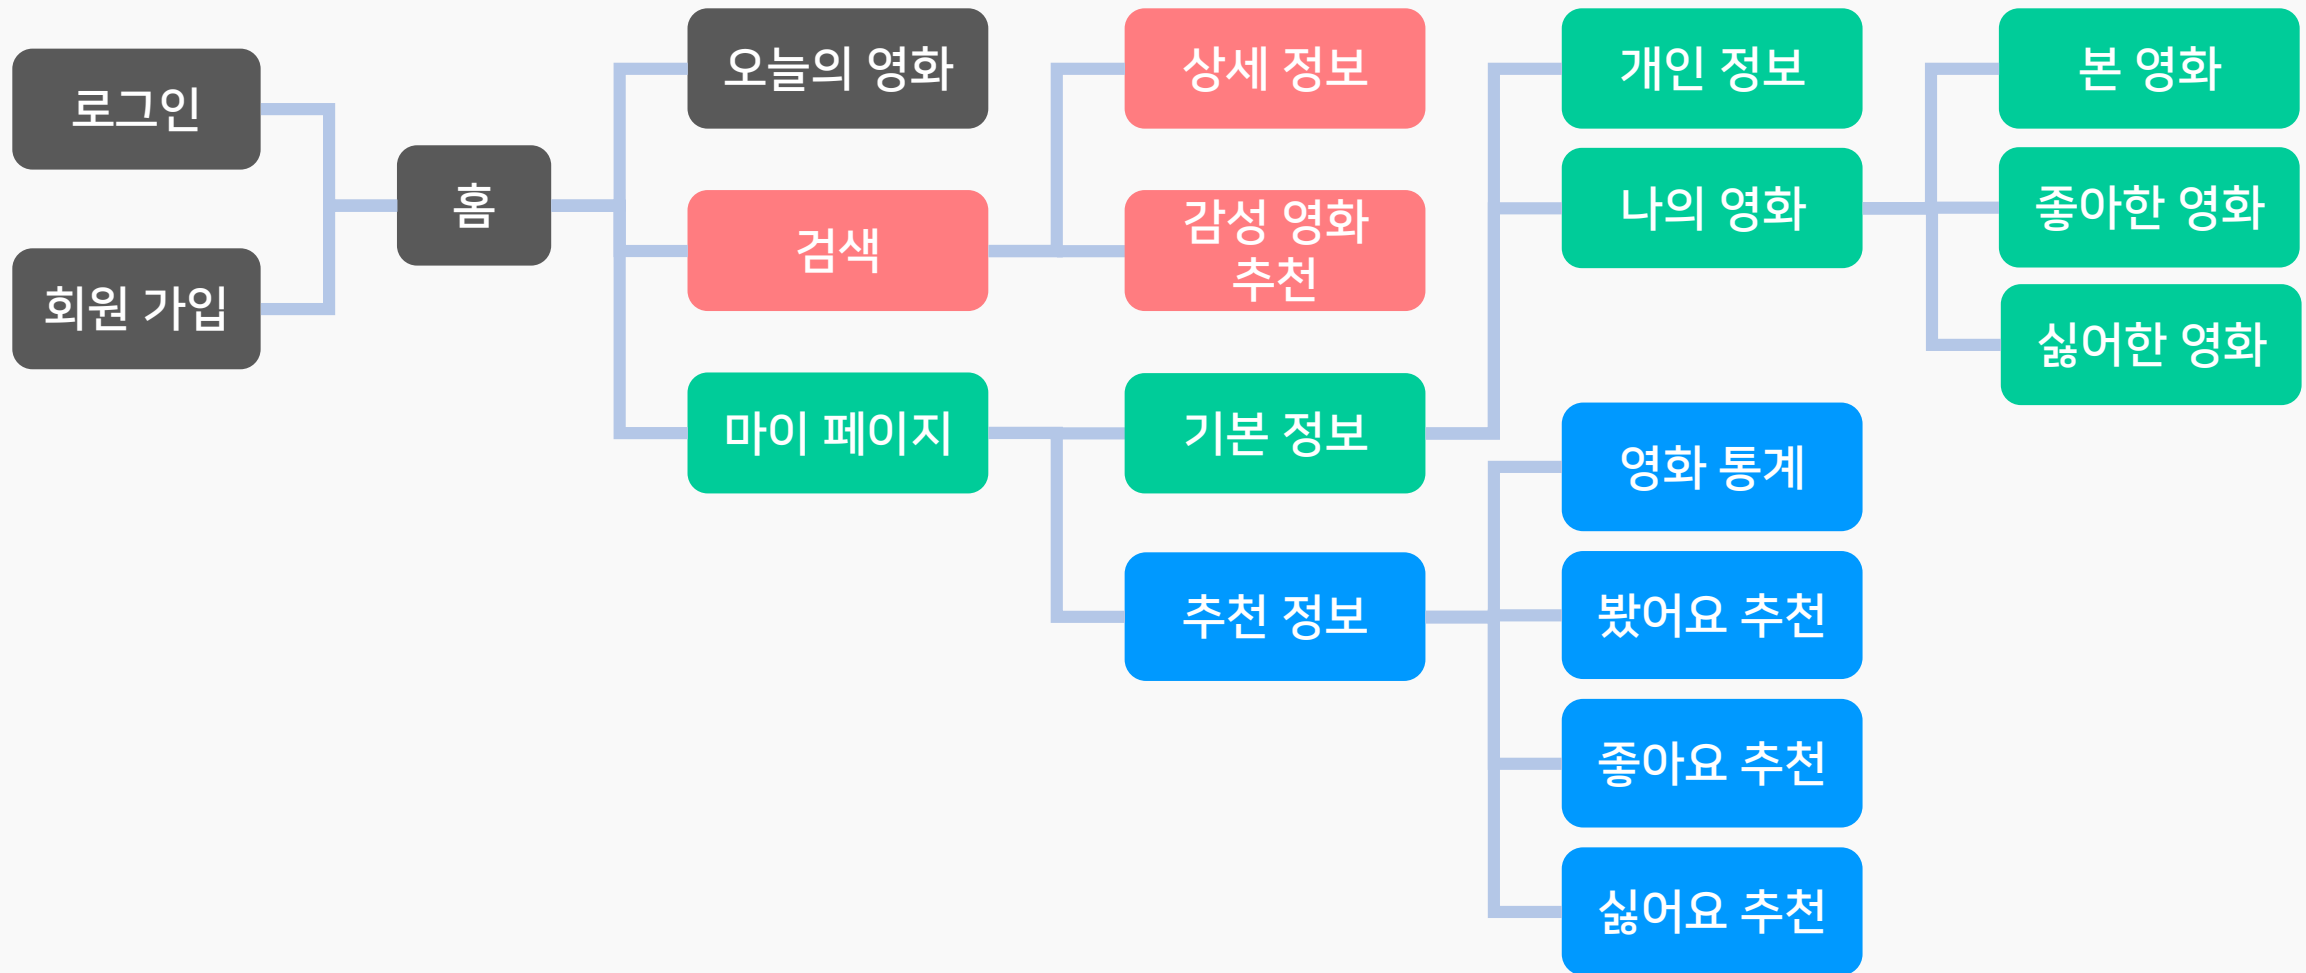 로그인
회원 가입
홈
오늘의 영화
검색
마이 페이지
상세 정보
감성 영화
추천
기본 정보
추천 정보
개인 정보
나의 영화
영화 통계
봤어요 추천
좋아요 추천
싫어요 추천
본 영화
좋아한 영화
싫어한 영화